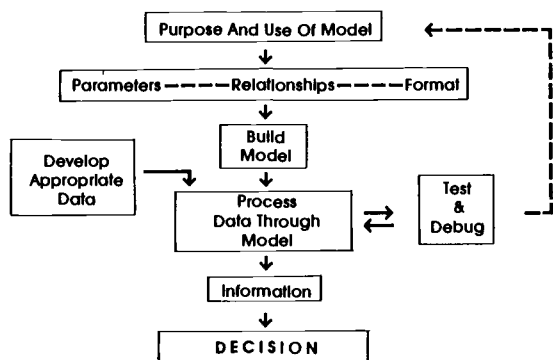 Purpose And Use Of Model
Parameters Relationships Format
Build
Model
Develop
Appropriate
Data
Process
Data Through
Model
Test
&
Debug
Information
DECISION